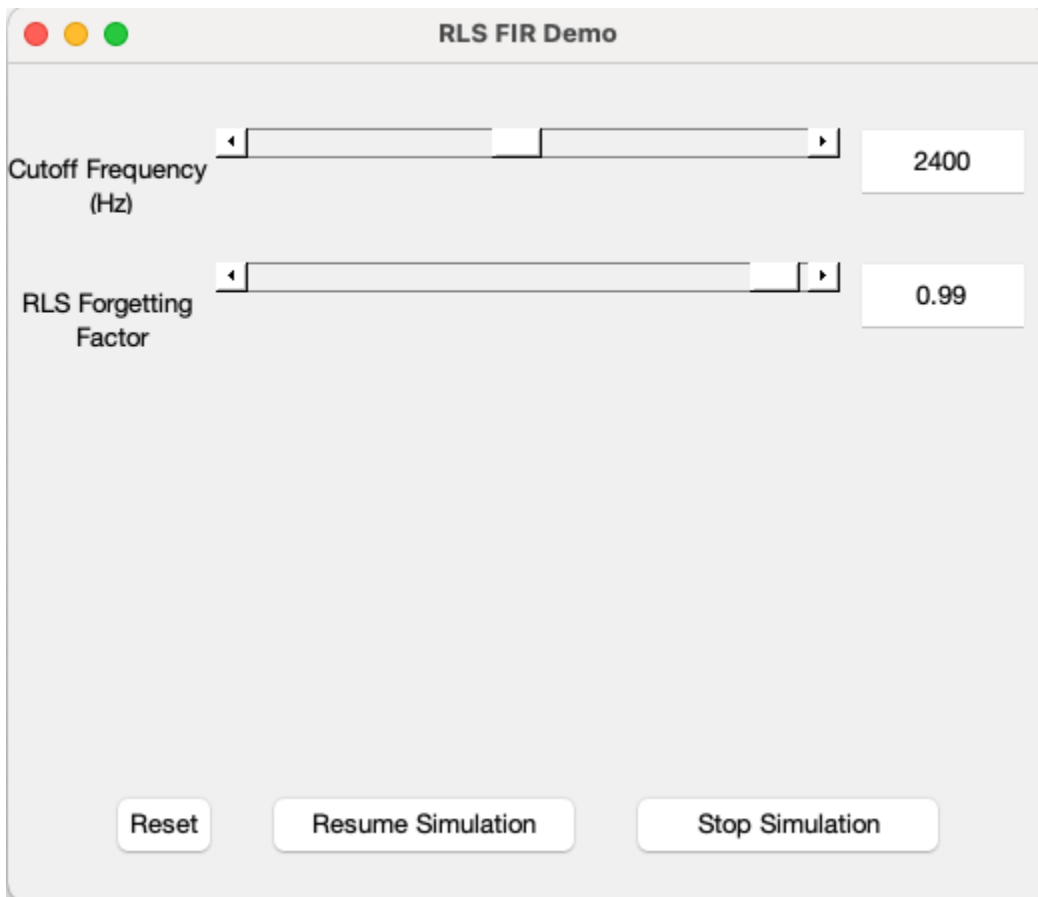 RLS FIR Demo
Cutoff Frequency
(Hz)
2400
RLS Forgetting
Factor
0.99
Reset
Resume Simulation
Stop Simulation